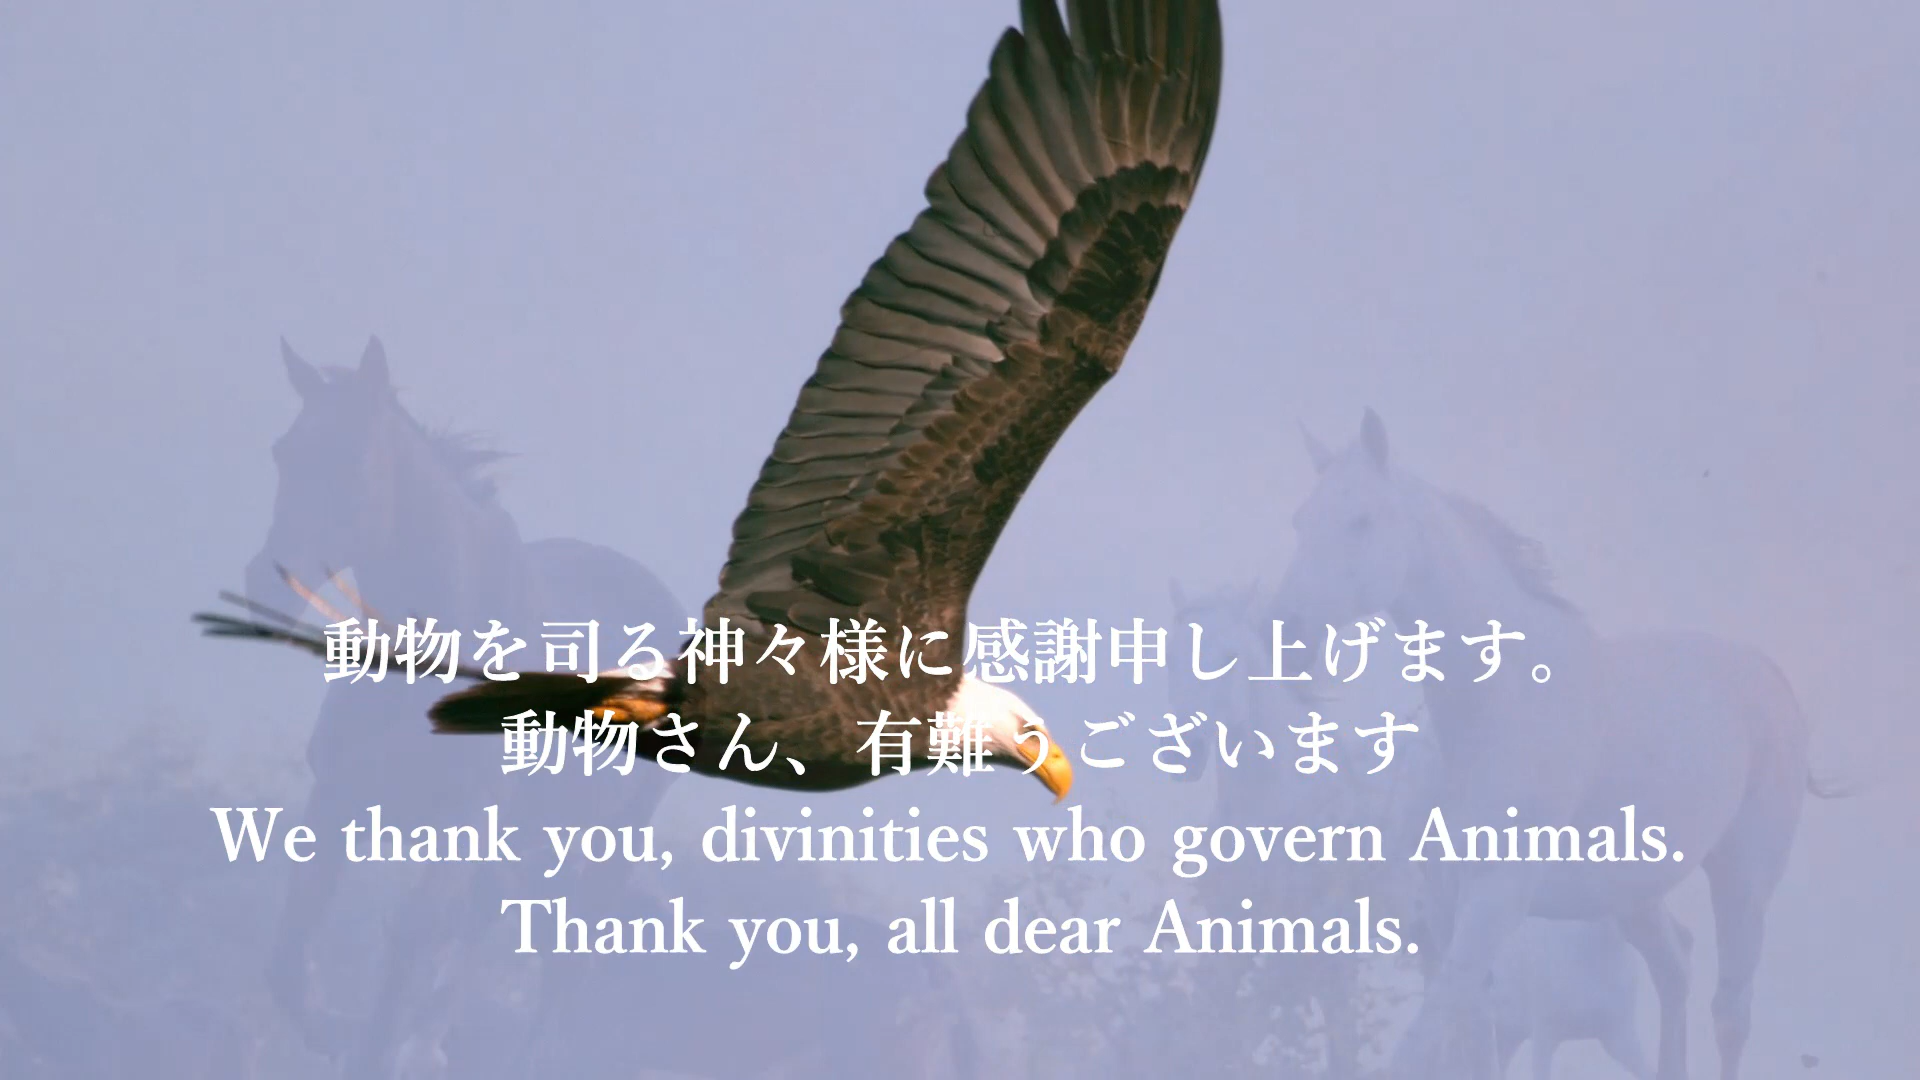 動物を司る神々様に感謝申し上げます。
動物さん、有難うございます
We thank you, divinities who govern Animals.
Thank you, all dear Animals.